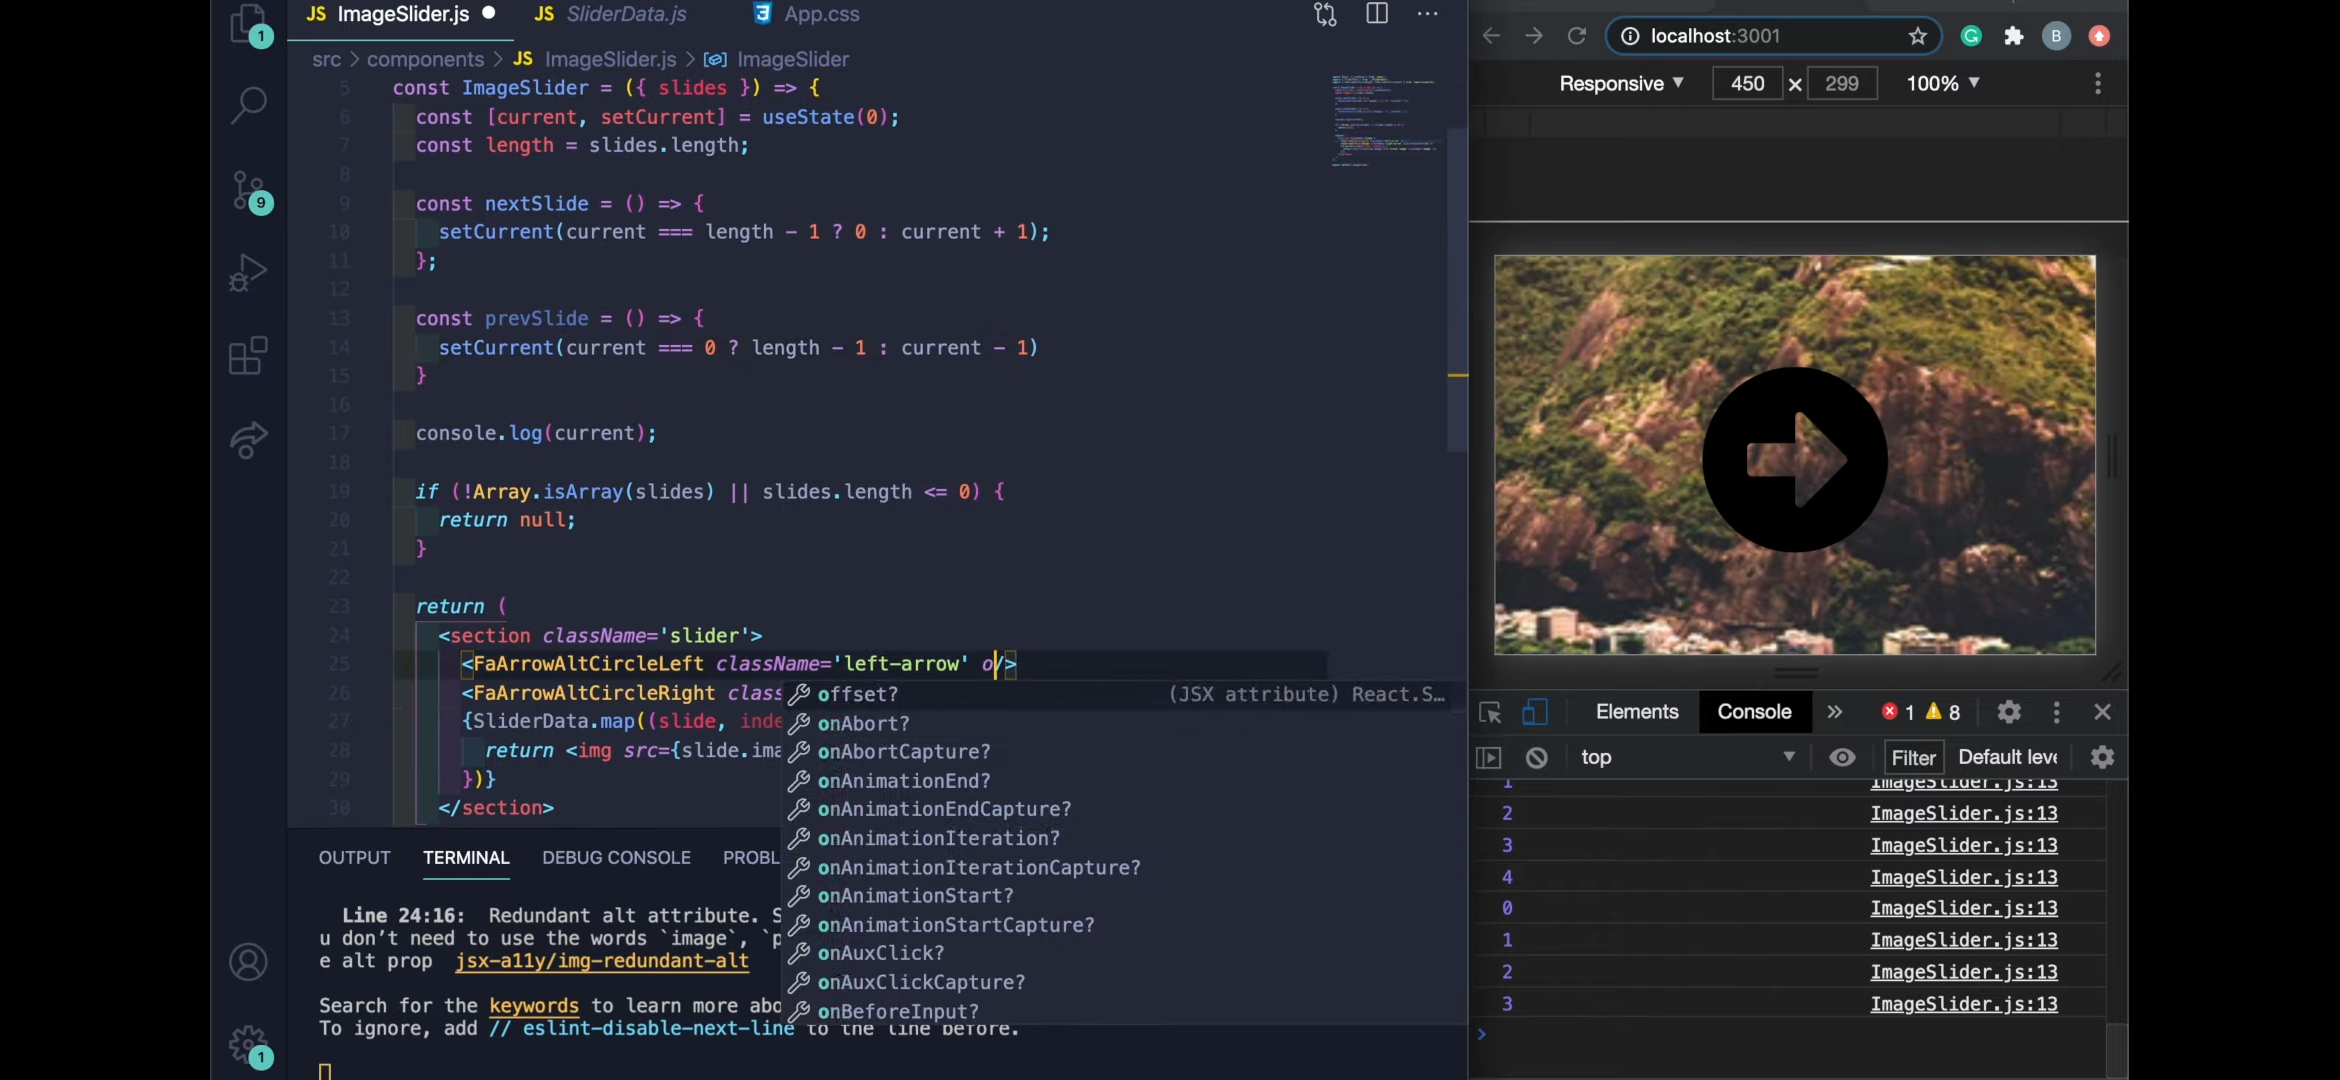 JS ImageSlider.js JS SliderData.js App.css
src > components > JS ImageSlider.js > ImageSlider
5 const ImageSlider = ({ slides }) => {
6 const [current, setCurrent] = useState(0);
7 const length = slides.length;
8
9 const nextSlide = () => {
10 setCurrent(current === length - 1 ? 0 : current + 1);
11 };
12
13 const prevSlide = () => {
14 setCurrent(current === 0 ? length - 1 : current - 1)
15 }
16
17 console.log(current);
18
19 if (!Array.isArray(slides) || slides.length <= 0) {
20 return null;
21 }
22
23 return (
24 <section className='slider'>
25 <FaArrowAltCircleLeft className='left-arrow' o/>
26 <FaArrowAltCircleRight class
27 {SliderData.map((slide, inde
28 return <img src={slide.ima
29 })}
30 </section>
offset? (JSX attribute) React.S…
onAbort?
onAbortCapture?
onAnimationEnd?
onAnimationEndCapture?
onAnimationIteration?
onAnimationIterationCapture?
onAnimationStart?
onAnimationStartCapture?
onAuxClick?
onAuxClickCapture?
onBeforeInput?
OUTPUT TERMINAL DEBUG CONSOLE PROBL
Line 24:16: Redundant alt attribute. S
u don't need to use the words `image`, `p
e alt prop jsx-a11y/img-redundant-alt
Search for the keywords to learn more abo
To ignore, add // eslint-disable-next-line to the line before.
1
9
1
localhost:3001
B
Responsive 450 × 299 100%
Elements Console » 1 8
top Filter Default leve
1 ImageSlider.js:13
2 ImageSlider.js:13
3 ImageSlider.js:13
4 ImageSlider.js:13
0 ImageSlider.js:13
1 ImageSlider.js:13
2 ImageSlider.js:13
3 ImageSlider.js:13